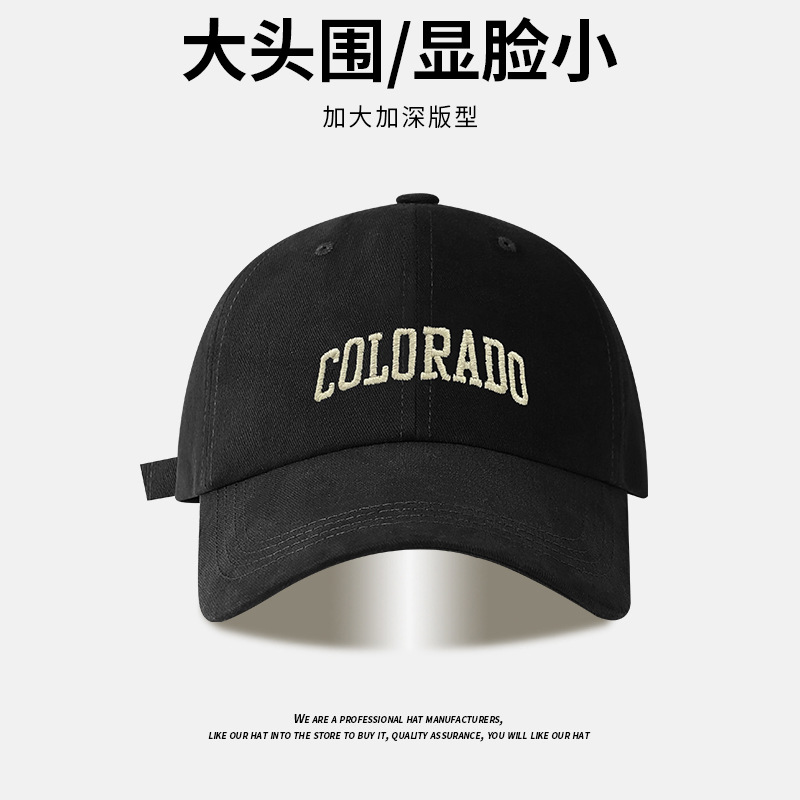 大头围/显脸小
加大加深版型
COLORADO
WE ARE A PROFESSIONAL HAT MANUFACTURERS,
LIKE OUR HAT INTO THE STORE TO BUY IT, QUALITY ASSURANCE, YOU WILL LIKE OUR HAT